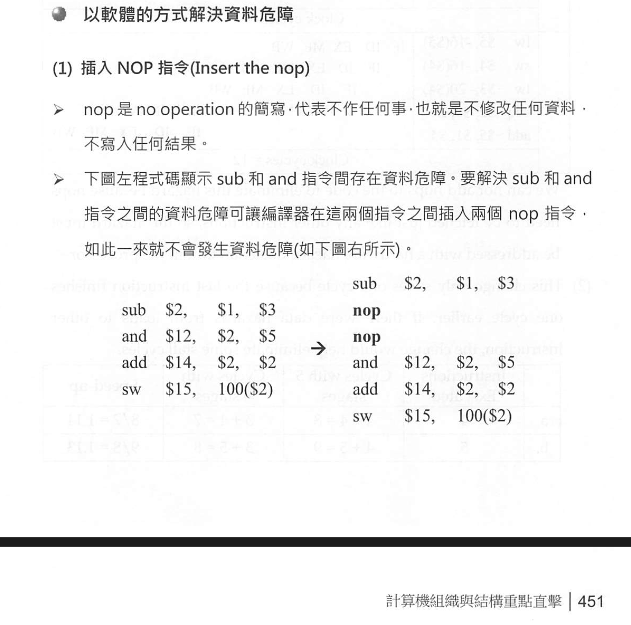 以軟體的方式解決資料危障
(1) 插入 NOP 指令(Insert the nop)
➢ nop 是 no operation 的簡寫，代表不作任何事，也就是不修改任何資料，
不寫入任何結果。
➢ 下圖左程式碼顯示 sub 和 and 指令間存在資料危障。要解決 sub 和 and
指令之間的資料危障可讓編譯器在這兩個指令之間插入兩個 nop 指令，
如此一來就不會發生資料危障(如下圖右所示)。
sub $2, $1, $3
and $12, $2, $5
add $14, $2, $2
sw $15, 100($2)
→
sub $2, $1, $3
nop
nop
and $12, $2, $5
add $14, $2, $2
sw $15, 100($2)
計算機組織與結構重點直擊 | 451